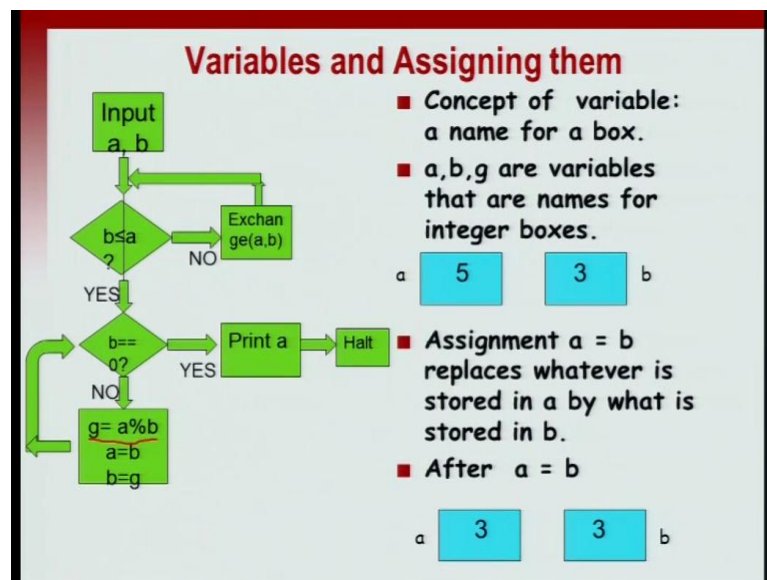 Variables and Assigning them
Input
a, b
b≤a
?
NO
Exchan
ge(a,b)
YES
b==
0?
YES
Print a
Halt
NO
g= a%b
a=b
b=g
■ Concept of variable:
a name for a box.
■ a,b,g are variables
that are names for
integer boxes.
a 5 3 b
■ Assignment a = b
replaces whatever is
stored in a by what is
stored in b.
■ After a = b
a 3 3 b